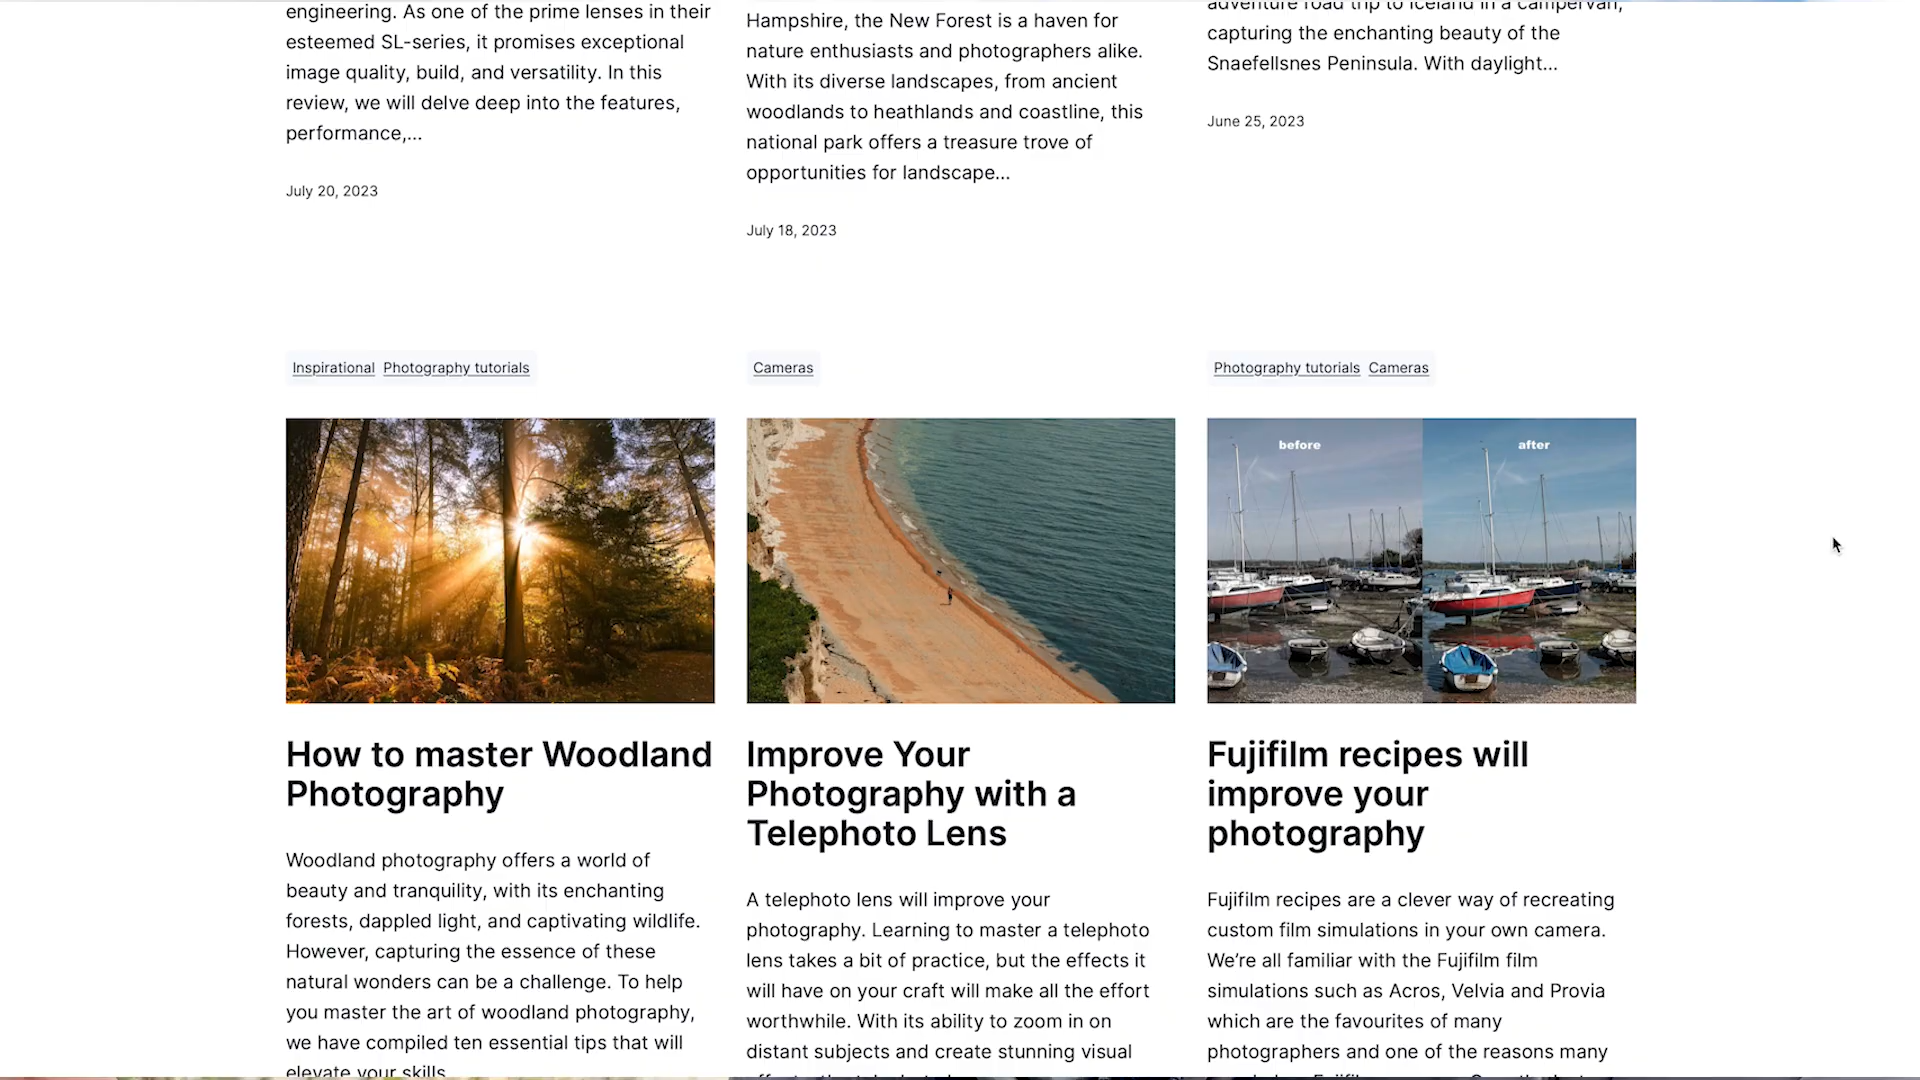 engineering. As one of the prime lenses in their
esteemed SL-series, it promises exceptional
image quality, build, and versatility. In this
review, we will delve deep into the features,
performance,...
July 20, 2023
Hampshire, the New Forest is a haven for
nature enthusiasts and photographers alike.
With its diverse landscapes, from ancient
woodlands to heathlands and coastline, this
national park offers a treasure trove of
opportunities for landscape...
July 18, 2023
adventure road trip to Iceland in a campervan,
capturing the enchanting beauty of the
Snaefellsnes Peninsula. With daylight...
June 25, 2023
Inspirational Photography tutorials
How to master Woodland
Photography
Woodland photography offers a world of
beauty and tranquility, with its enchanting
forests, dappled light, and captivating wildlife.
However, capturing the essence of these
natural wonders can be a challenge. To help
you master the art of woodland photography,
we have compiled ten essential tips that will
elevate your skills
Cameras
Improve Your
Photography with a
Telephoto Lens
A telephoto lens will improve your
photography. Learning to master a telephoto
lens takes a bit of practice, but the effects it
will have on your craft will make all the effort
worthwhile. With its ability to zoom in on
distant subjects and create stunning visual
Photography tutorials Cameras
before after
Fujifilm recipes will
improve your
photography
Fujifilm recipes are a clever way of recreating
custom film simulations in your own camera.
We're all familiar with the Fujifilm film
simulations such as Acros, Velvia and Provia
which are the favourites of many
photographers and one of the reasons many